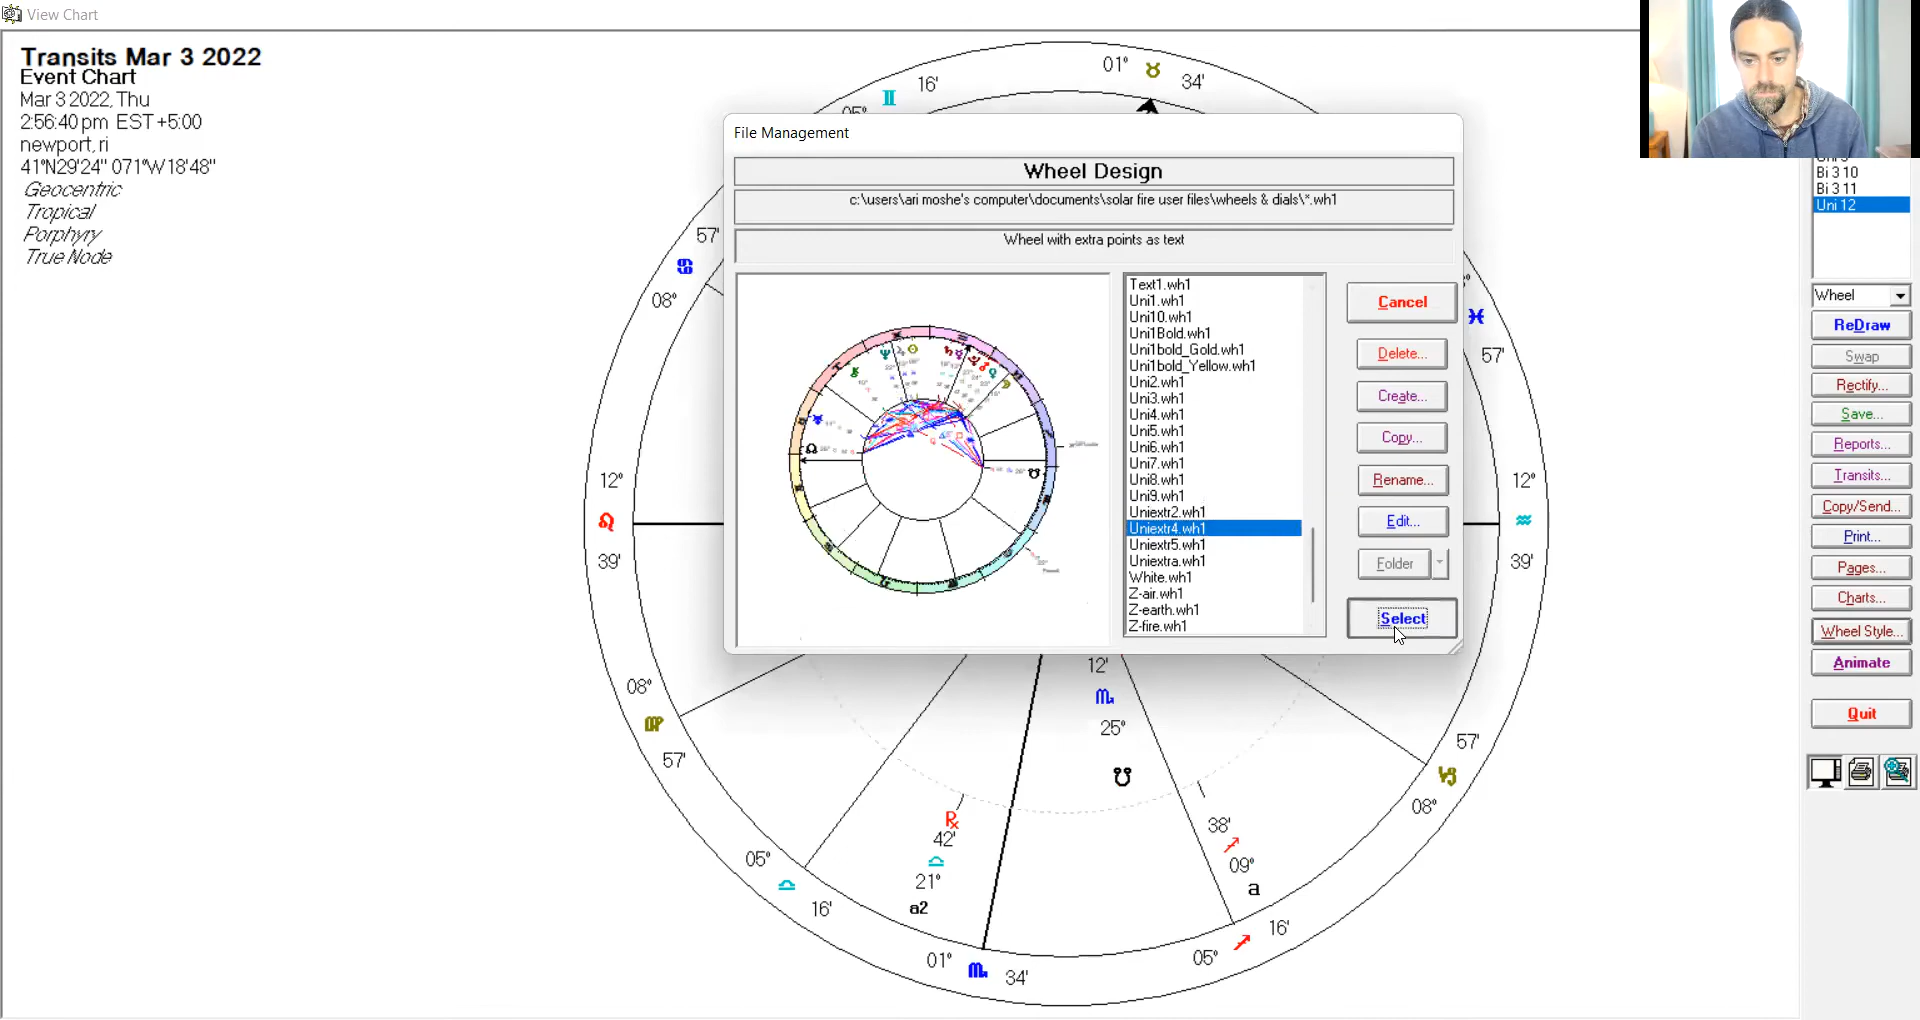 View Chart
Transits Mar 3 2022
Event Chart
Mar 3 2022, Thu
2:56:40 pm EST +5:00
newport, ri
41°N29'24" 071°W18'48"
Geocentric
Tropical
Porphyry
True Node
16'
01°
34'
57'
08°
12°
39'
08°
57'
05°
16'
01°
34'
05°
16'
08°
57'
12°
39'
57'
12'
25°
42'
21°
a2
38'
09°
a
File Management
Wheel Design
c:\users\ari moshe's computer\documents\solar fire user files\wheels & dials\*.wh1
Wheel with extra points as text
Text1.wh1
Uni1.wh1
Uni10.wh1
Uni1Bold.wh1
Uni1bold_Gold.wh1
Uni1bold_Yellow.wh1
Uni2.wh1
Uni3.wh1
Uni4.wh1
Uni5.wh1
Uni6.wh1
Uni7.wh1
Uni8.wh1
Uni9.wh1
Uniextr2.wh1
Uniextr4.wh1
Uniextr5.wh1
Uniextra.wh1
White.wh1
Z-air.wh1
Z-earth.wh1
Z-fire.wh1
Cancel
Delete...
Create...
Copy...
Rename...
Edit...
Folder
Select
Bi 3 10
Bi 3 11
Uni 12
Wheel
ReDraw
Swap
Rectify...
Save...
Reports...
Transits...
Copy/Send...
Print...
Pages...
Charts...
Wheel Style...
Animate
Quit